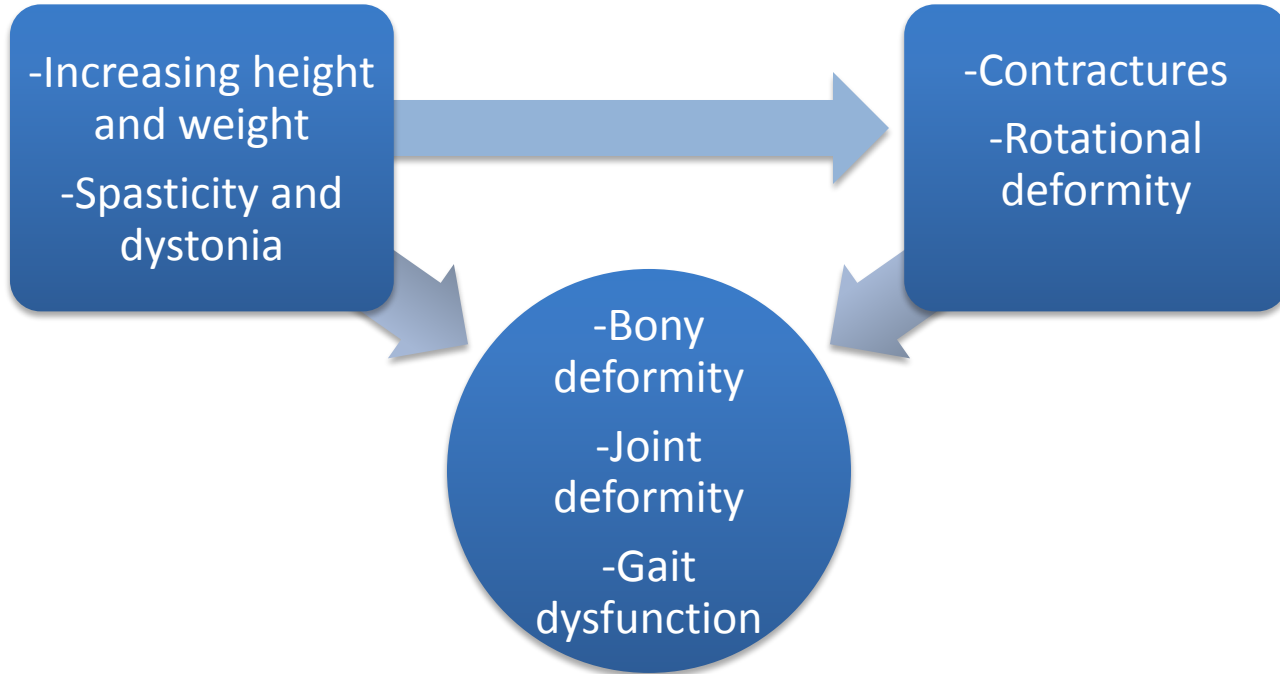 -Increasing height
and weight
-Spasticity and
dystonia
-Contractures
-Rotational
deformity
-Bony
deformity
-Joint
deformity
-Gait
dysfunction